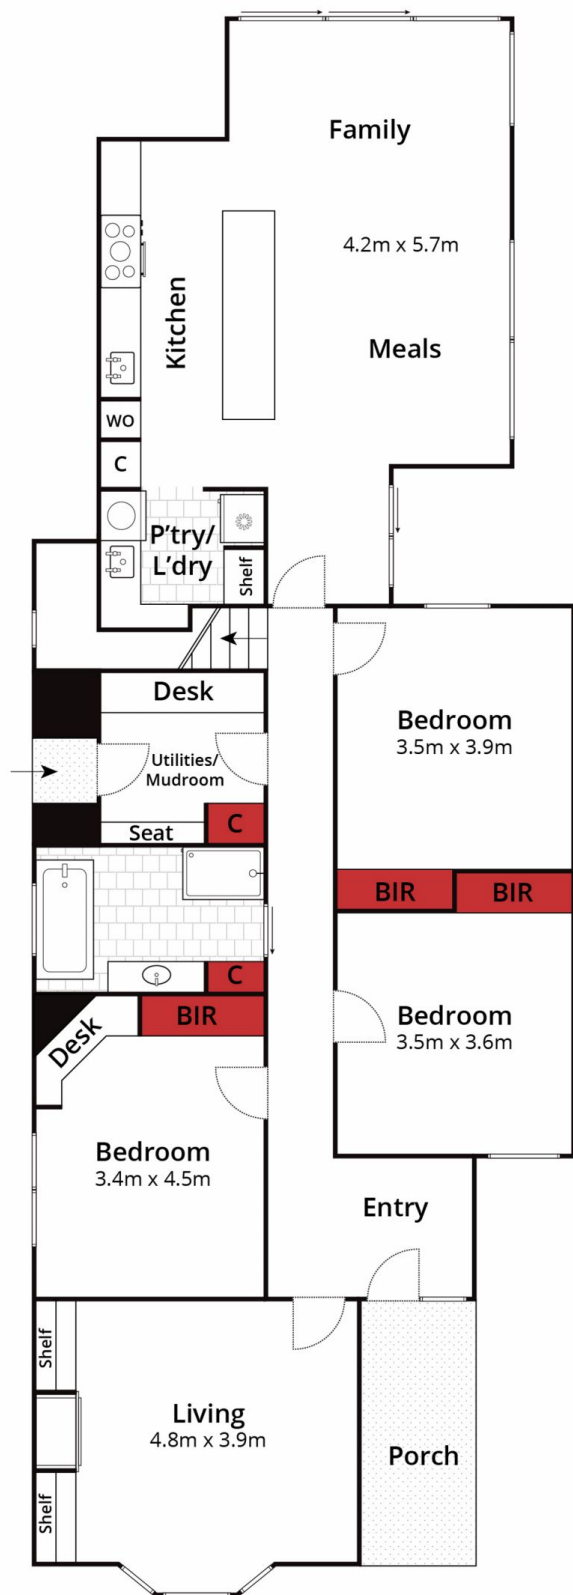 Family
4.2m x 5.7m
Kitchen
Meals
WO
C
P'try/
L'dry
Shelf
Desk
Utilities/
Mudroom
Seat
C
Bedroom
3.5m x 3.9m
BIR
BIR
C
BIR
Desk
Bedroom
3.5m x 3.6m
Bedroom
3.4m x 4.5m
Entry
Shelf
Living
4.8m x 3.9m
Porch
Shelf